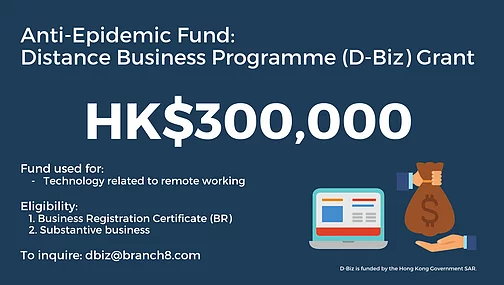 Anti-Epidemic Fund:
Distance Business Programme (D-Biz) Grant
HK$300,000
Fund used for:
- Technology related to remote working
Eligibility:
1. Business Registration Certificate (BR)
2. Substantive business
To inquire: dbiz@branch8.com
$
D-Biz is funded by the Hong Kong Government SAR.